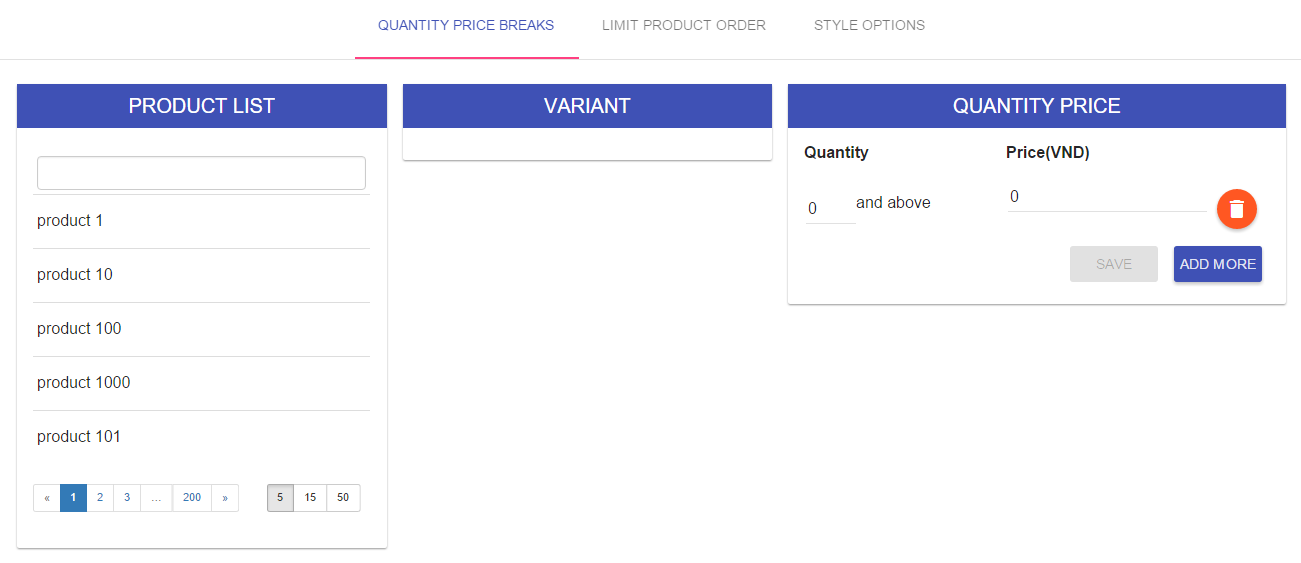 QUANTITY PRICE BREAKS LIMIT PRODUCT ORDER STYLE OPTIONS
PRODUCT LIST
product 1
product 10
product 100
product 1000
product 101
« 1 2 3 ... 200 » 5 15 50
VARIANT
QUANTITY PRICE
Quantity Price(VND)
0 and above 0
SAVE ADD MORE